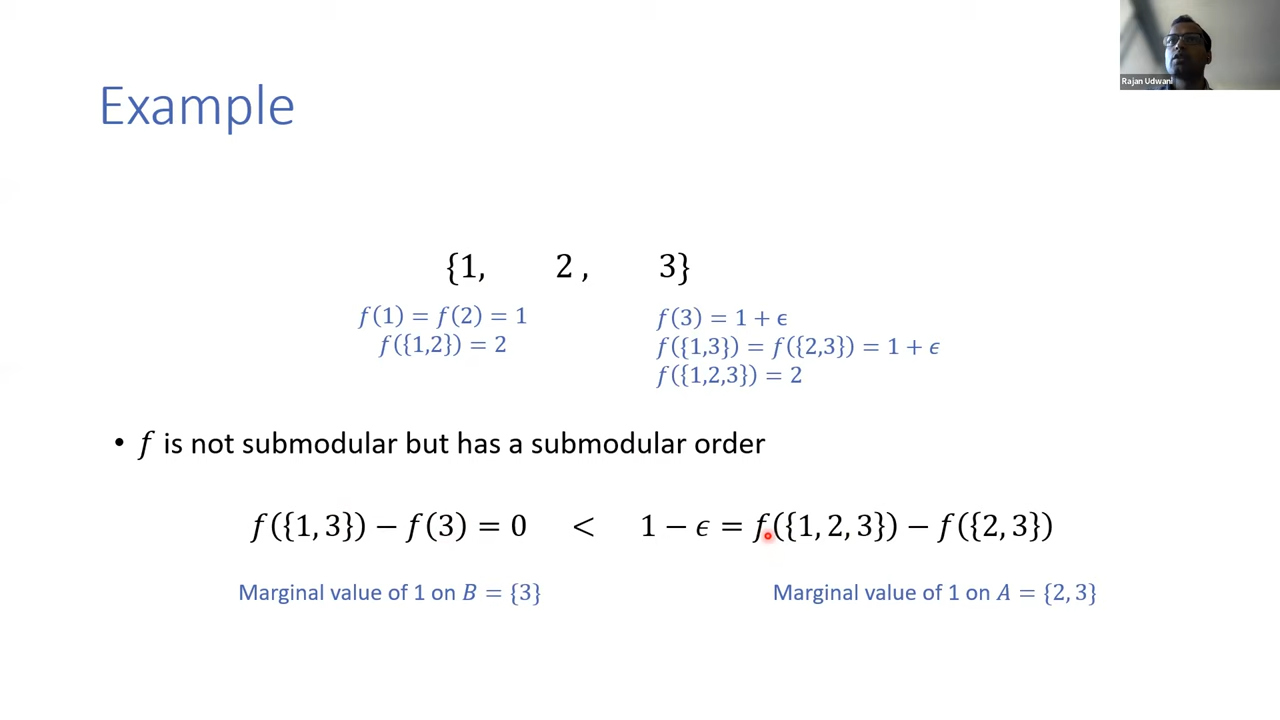 Rajan Udwani
Example
{1, 2 , 3}
𝑓(1) = 𝑓(2) = 1
𝑓({1,2}) = 2
𝑓(3) = 1 + ϵ
𝑓({1,3}) = 𝑓({2,3}) = 1 + ϵ
𝑓({1,2,3}) = 2
• 𝑓 is not submodular but has a submodular order
𝑓({1, 3}) − 𝑓(3) = 0 < 1 − ϵ = 𝑓({1, 2, 3}) − 𝑓({2, 3})
Marginal value of 1 on 𝐵 = {3} Marginal value of 1 on 𝐴 = {2, 3}